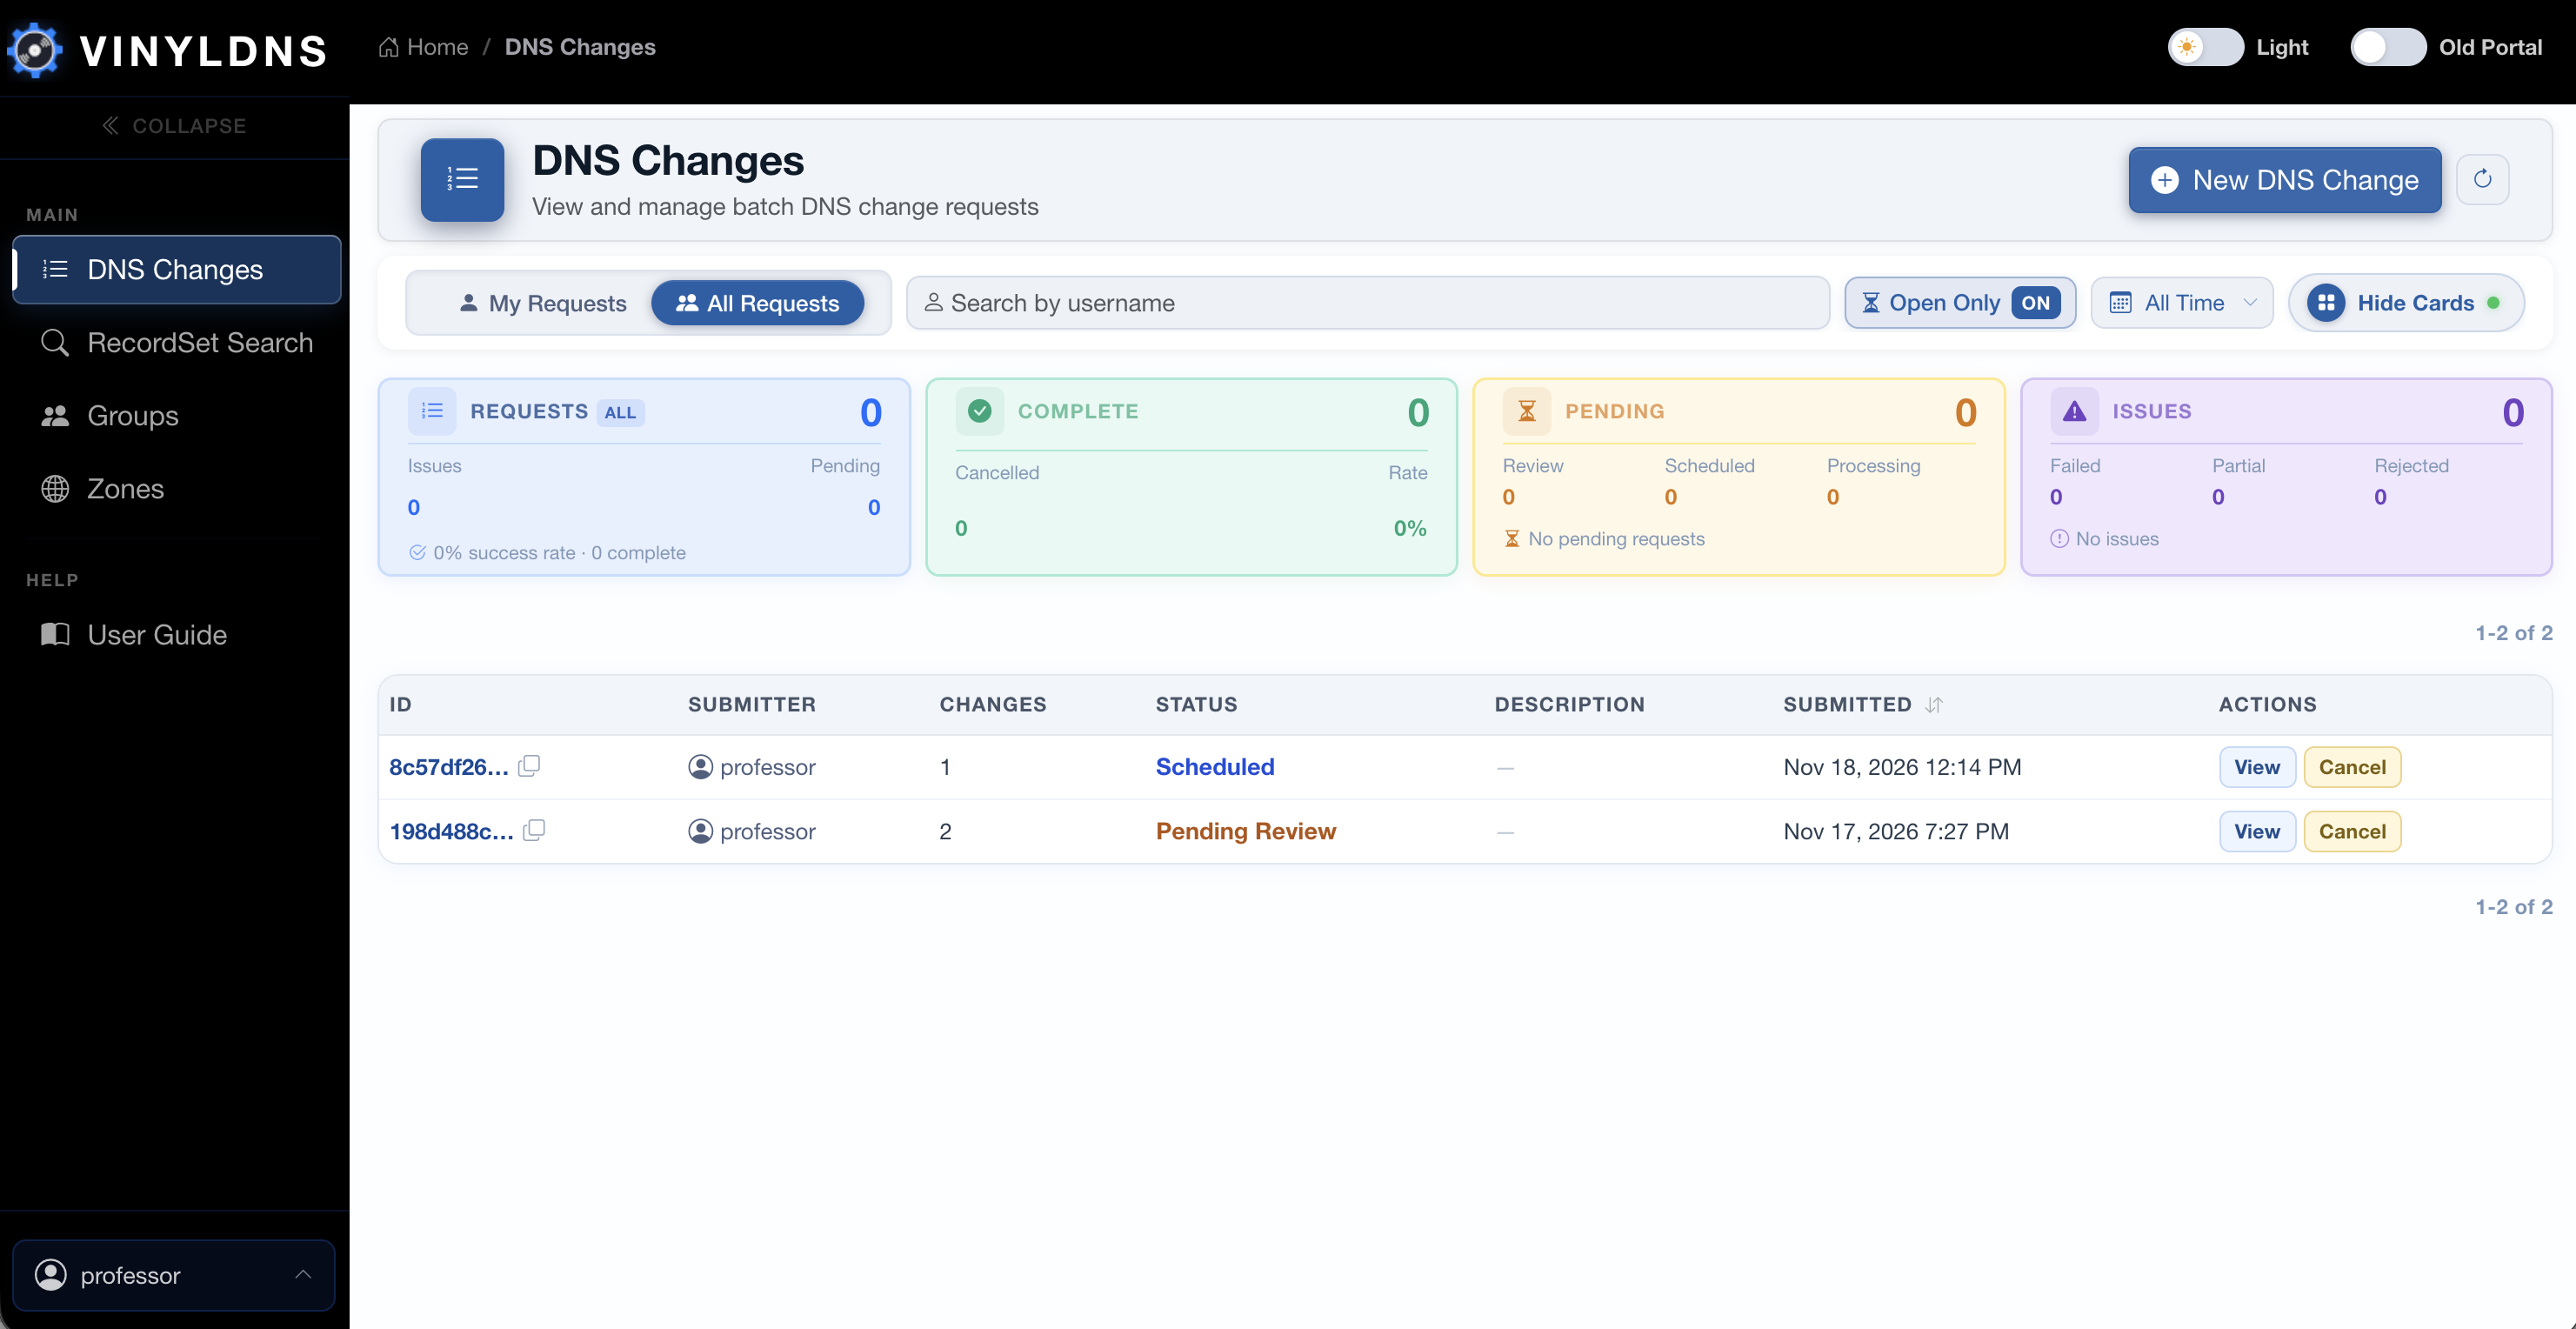 VINYLDNS
Home / DNS Changes
Light
Old Portal
COLLAPSE
MAIN
DNS Changes
RecordSet Search
Groups
Zones
HELP
User Guide
professor
DNS Changes
View and manage batch DNS change requests
New DNS Change
My Requests
All Requests
Search by username
Open Only ON
All Time
Hide Cards
REQUESTS ALL 0
Issues Pending
0 0
0% success rate · 0 complete
COMPLETE 0
Cancelled Rate
0 0%
PENDING 0
Review Scheduled Processing
0 0 0
No pending requests
ISSUES 0
Failed Partial Rejected
0 0 0
No issues
1-2 of 2
ID SUBMITTER CHANGES STATUS DESCRIPTION SUBMITTED ACTIONS
8c57df26... professor 1 Scheduled — Nov 18, 2026 12:14 PM View Cancel
198d488c... professor 2 Pending Review — Nov 17, 2026 7:27 PM View Cancel
1-2 of 2